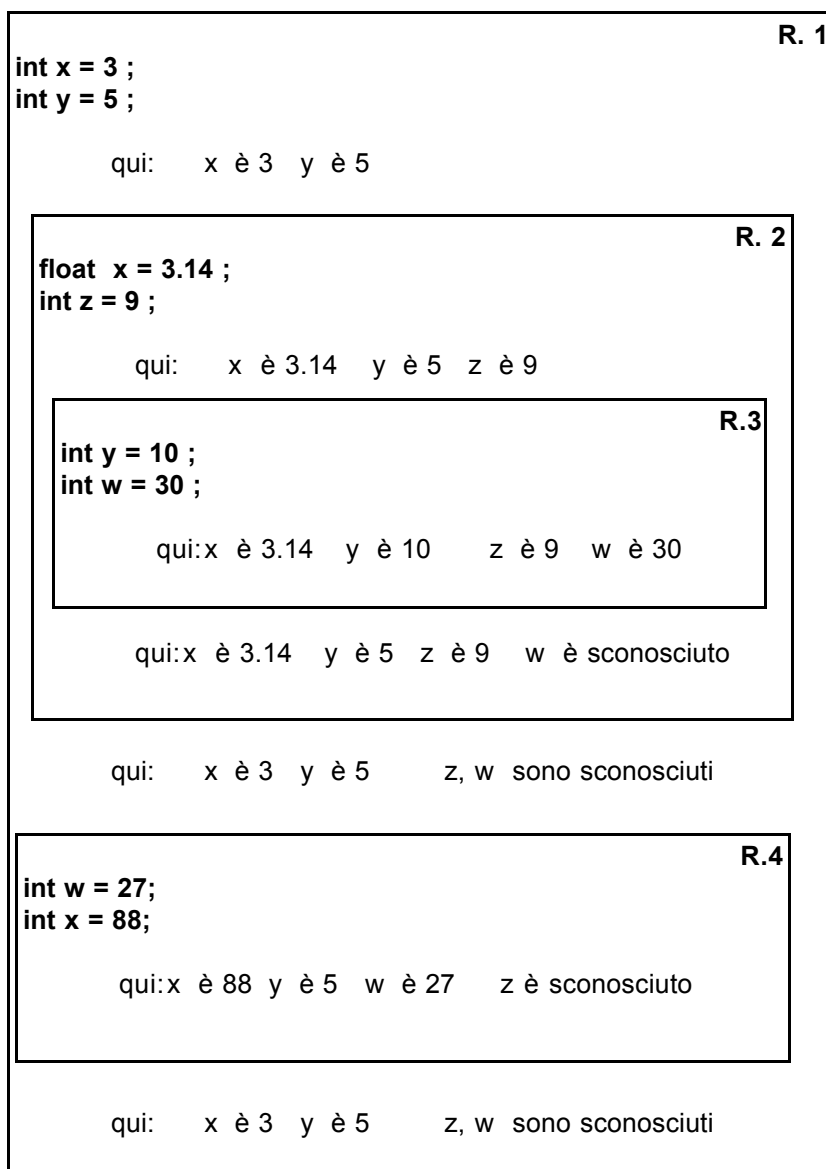 R. 1
int x = 3 ;
int y = 5 ;
qui: x è 3 y è 5
R. 2
float x = 3.14 ;
int z = 9 ;
qui: x è 3.14 y è 5 z è 9
R.3
int y = 10 ;
int w = 30 ;
qui:x è 3.14 y è 10 z è 9 w è 30
qui:x è 3.14 y è 5 z è 9 w è sconosciuto
qui: x è 3 y è 5 z, w sono sconosciuti
R.4
int w = 27;
int x = 88;
qui:x è 88 y è 5 w è 27 z è sconosciuto
qui: x è 3 y è 5 z, w sono sconosciuti